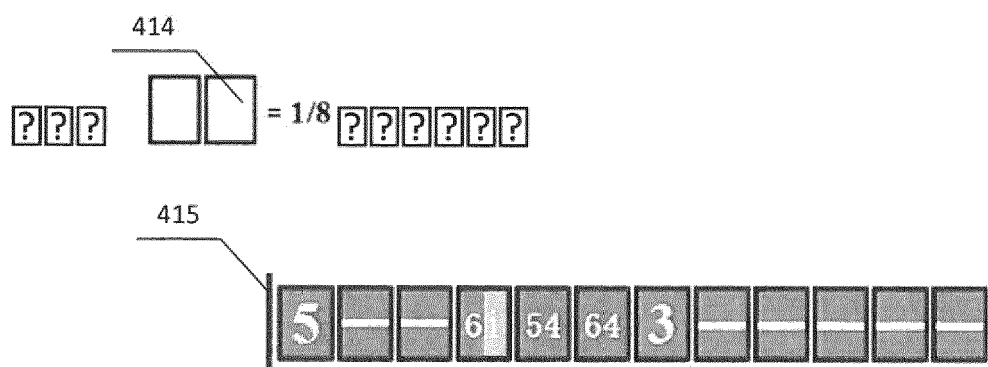 414
= 1/8
415
5 — — 6 54 64 3 — — — — —